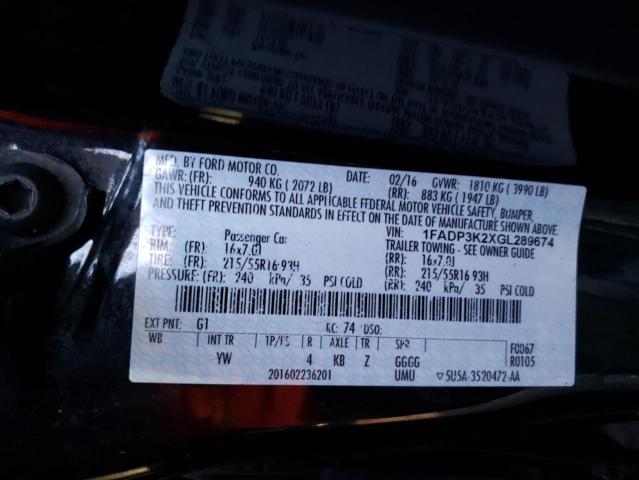 MFD. BY FORD MOTOR CO.
DATE: 02/16 GVWR: 1810 KG ( 3990 LB)
GAWR: (FR): 940 KG ( 2072 LB) (RR): 883 KG ( 1947 LB)
THIS VEHICLE CONFORMS TO ALL APPLICABLE FEDERAL MOTOR VEHICLE SAFETY, BUMPER
AND THEFT PREVENTION STANDARDS IN EFFECT ON THE DATE OF MANUFACTURE SHOWN ABOVE.
VIN: 1FADP3K2XGL289674
TYPE: Passenger Car TRAILER TOWING - SEE OWNER GUIDE
RIM: (FR): 16x7.0J (RR): 16x7.0J
TIRE: (FR): 215/55R16 93H (RR): 215/55R16 93H
PSR: (FR): 240 kPa/ 35 PSI COLD (RR): 240 kPa/ 35 PSI COLD
EXT PNT: G1 RC: 74 DSO: F0067
WB INT TR TP/PS R AXLE TR SPR R0105
YW 4 KB Z GGGG
201602236201 UMU 5U5A-3520472-AA